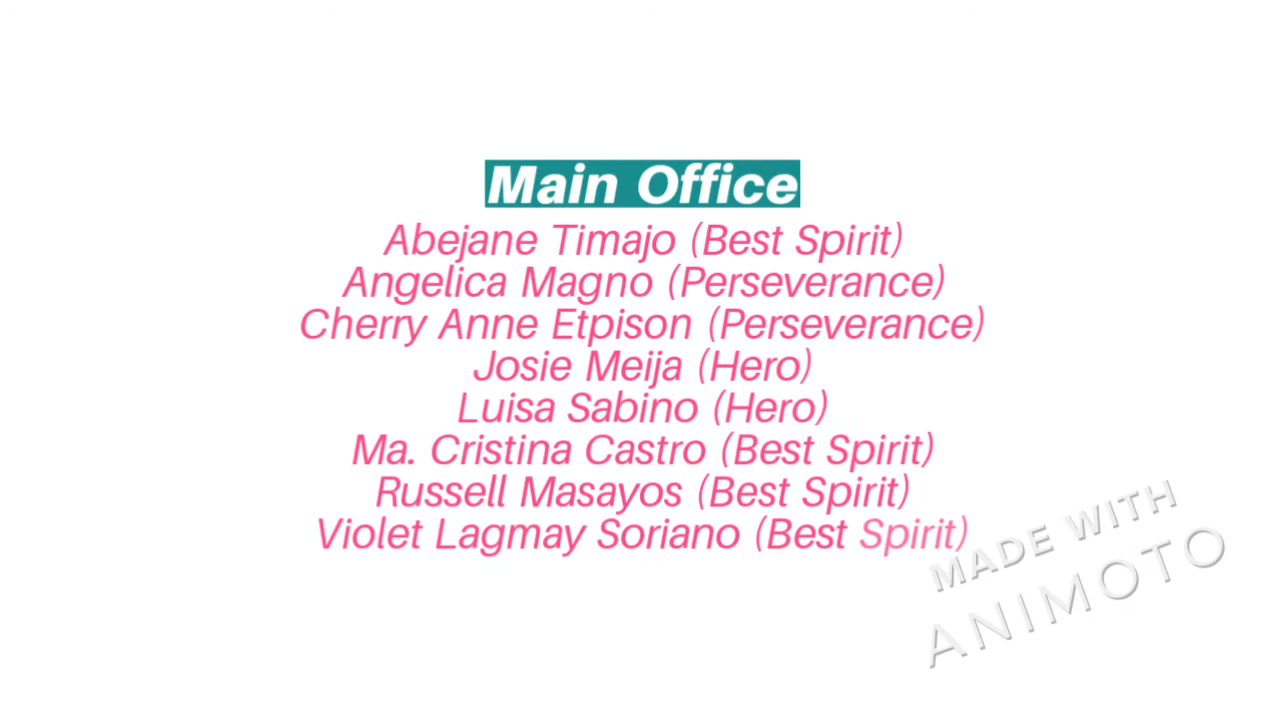 Main Office
Abejane Timajo (Best Spirit)
Angelica Magno (Perseverance)
Cherry Anne Etpison (Perseverance)
Josie Meija (Hero)
Luisa Sabino (Hero)
Ma. Cristina Castro (Best Spirit)
Russell Masayos (Best Spirit)
Violet Lagmay Soriano (Best Spirit)
MADE WITH
ANIMOTO